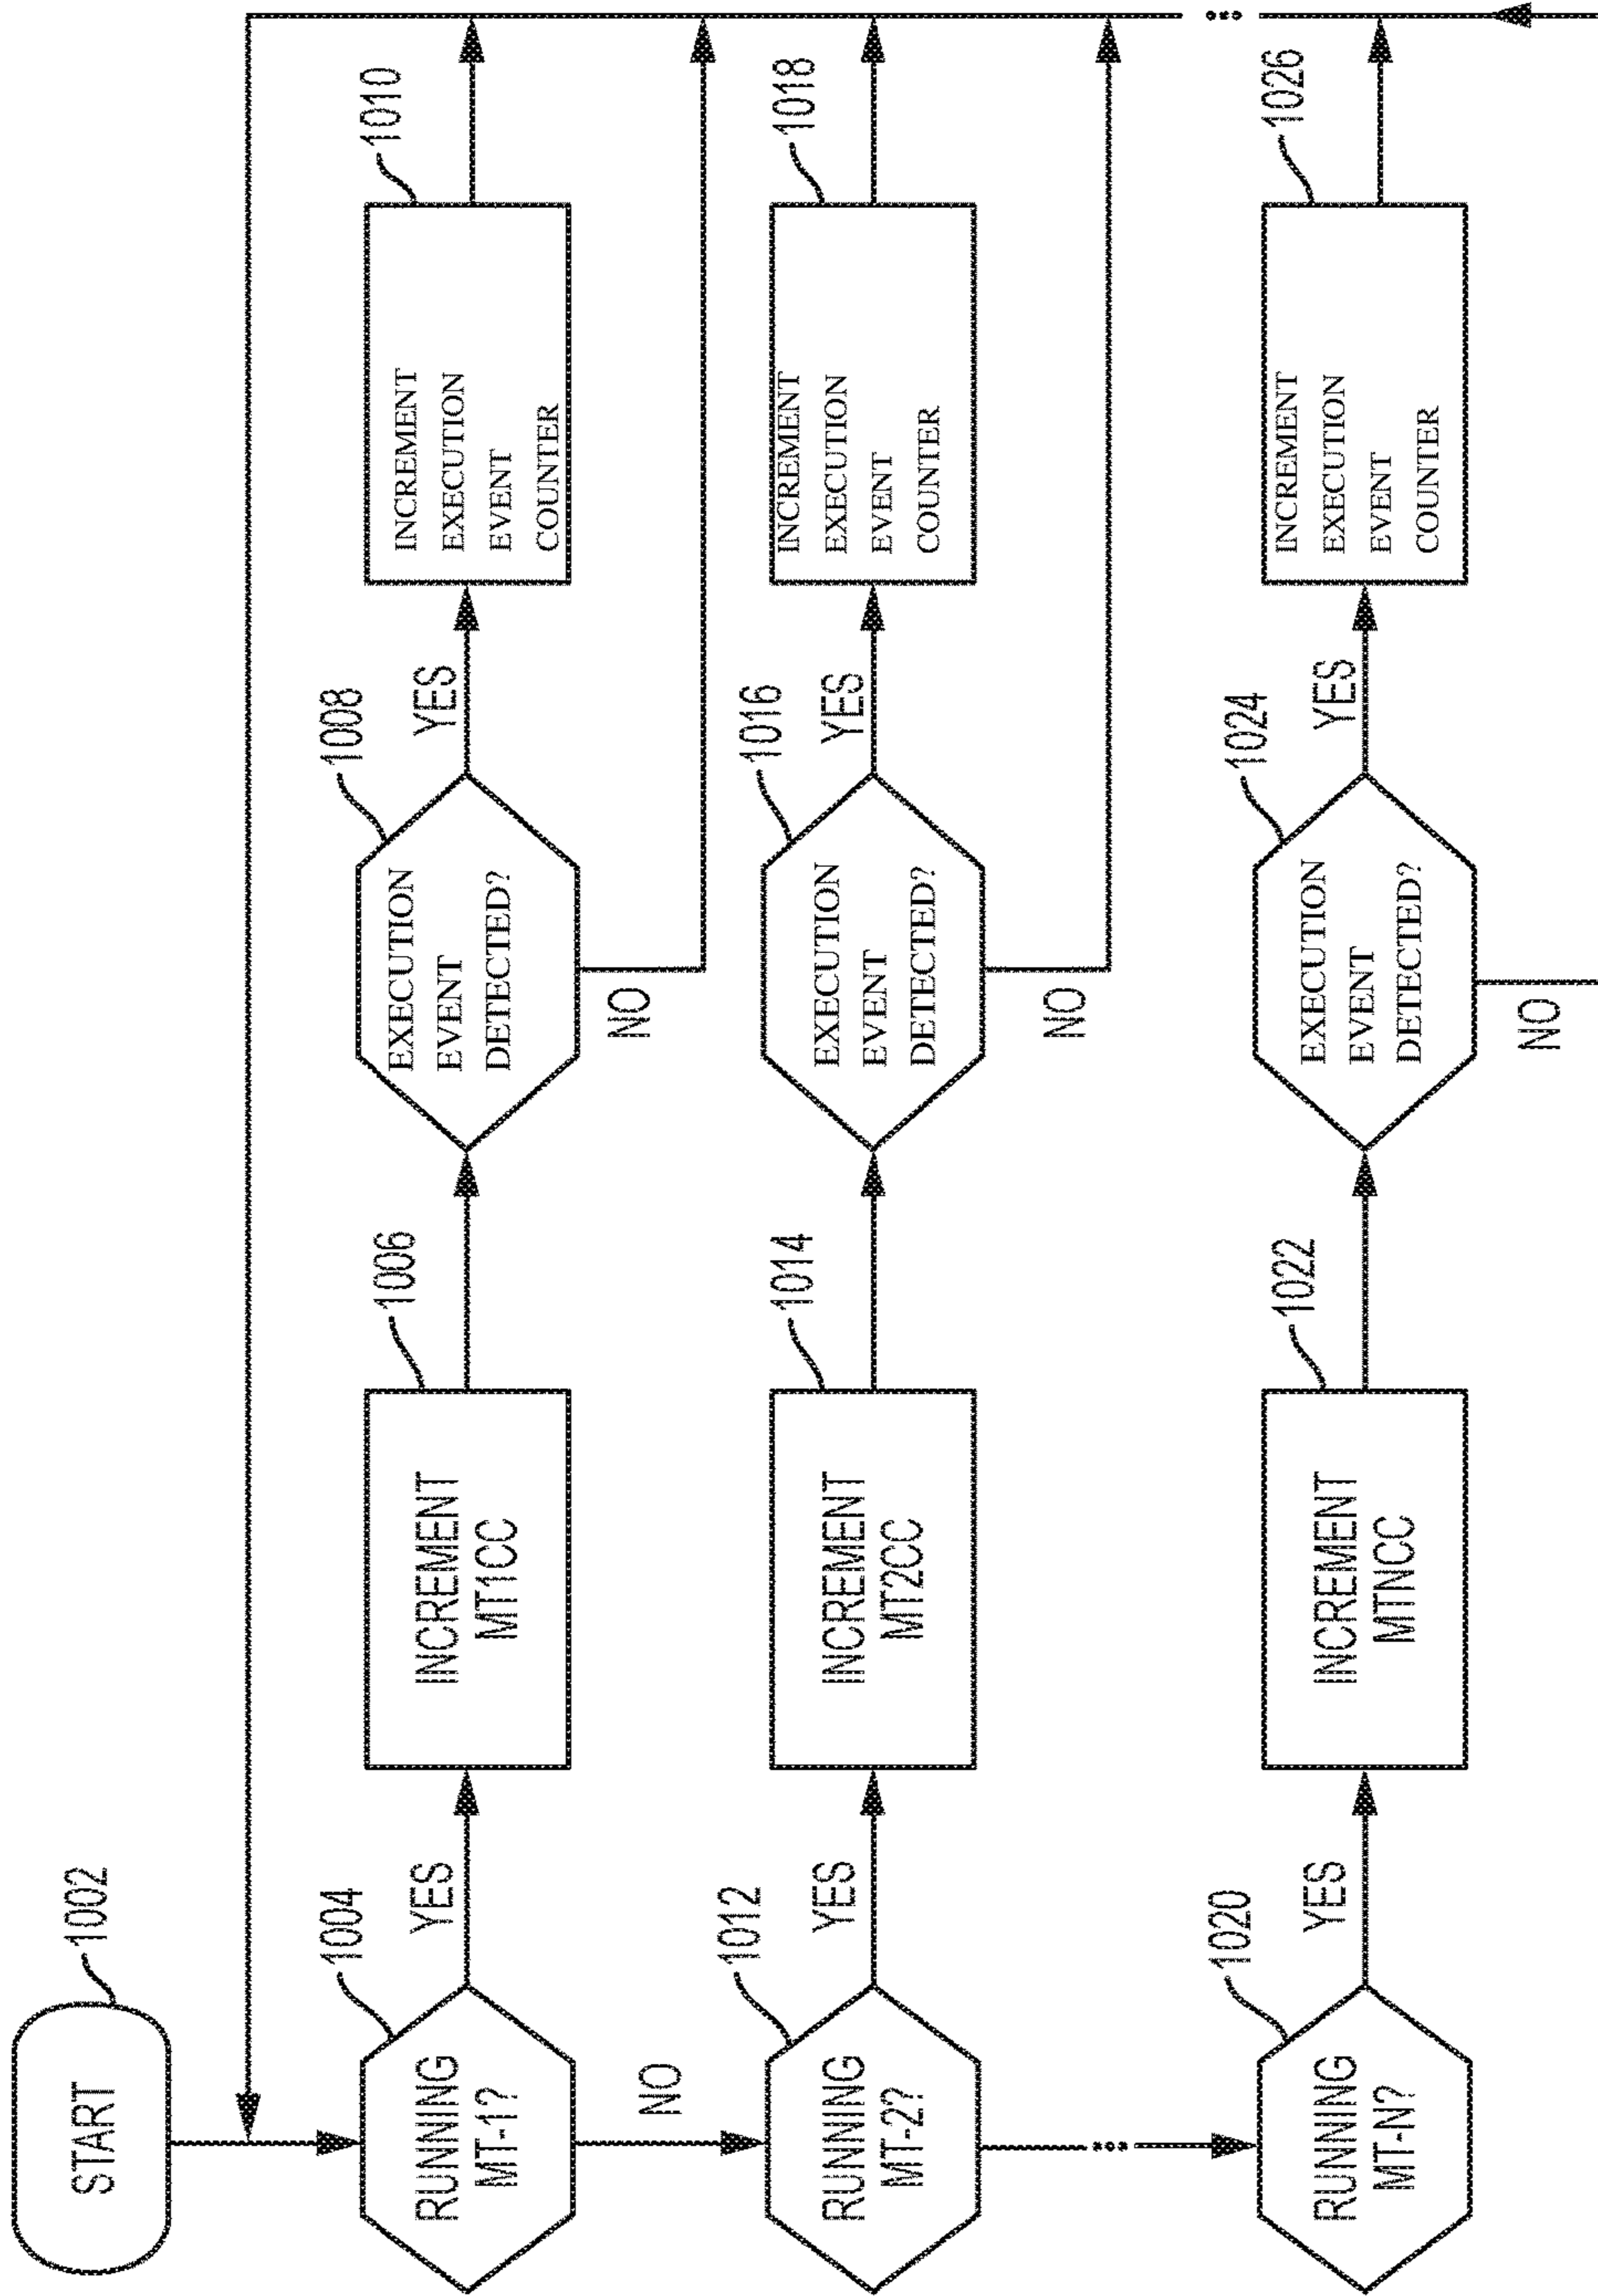 START
1002
RUNNING
MT-1?
1004
YES
INCREMENT
MT1CC
1006
EXECUTION
EVENT
DETECTED?
1008
YES
INCREMENT
EXECUTION
EVENT
COUNTER
1010
NO
NO
RUNNING
MT-2?
1012
YES
INCREMENT
MT2CC
1014
EXECUTION
EVENT
DETECTED?
1016
YES
INCREMENT
EXECUTION
EVENT
COUNTER
1018
NO
RUNNING
MT-N?
1020
YES
INCREMENT
MTNCC
1022
EXECUTION
EVENT
DETECTED?
1024
YES
INCREMENT
EXECUTION
EVENT
COUNTER
1026
NO